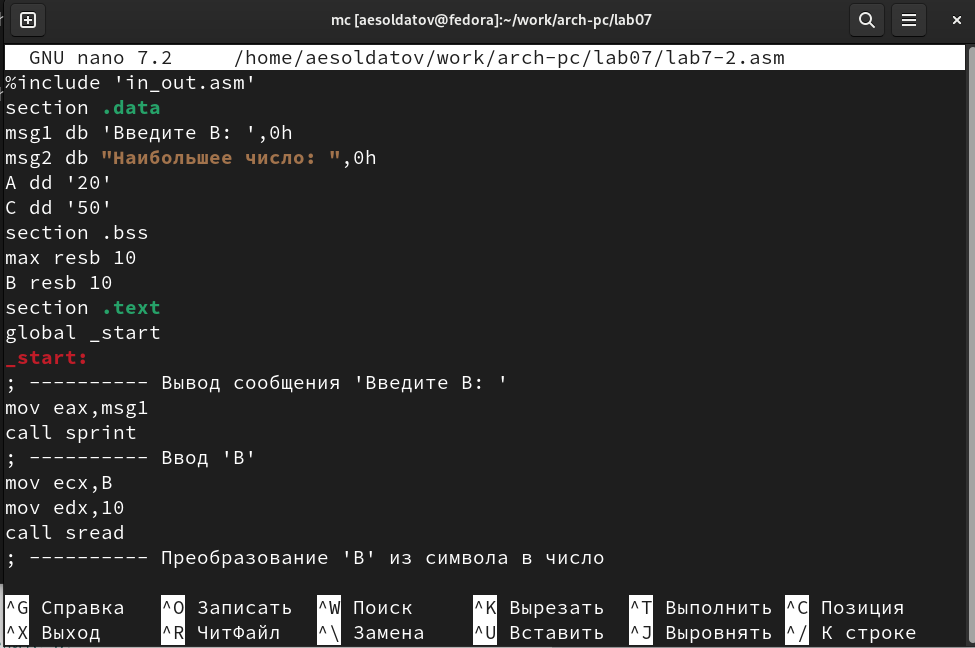 mc [aesoldatov@fedora]:~/work/arch-pc/lab07
GNU nano 7.2 /home/aesoldatov/work/arch-pc/lab07/lab7-2.asm
%include 'in_out.asm'
section .data
msg1 db 'Введите B: ',0h
msg2 db "Наибольшее число: ",0h
A dd '20'
C dd '50'
section .bss
max resb 10
B resb 10
section .text
global _start
_start:
; ---------- Вывод сообщения 'Введите B: '
mov eax,msg1
call sprint
; ---------- Ввод 'B'
mov ecx,B
mov edx,10
call sread
; ---------- Преобразование 'B' из символа в число
^G Справка ^O Записать ^W Поиск ^K Вырезать ^T Выполнить ^C Позиция
^X Выход ^R ЧитФайл ^\ Замена ^U Вставить ^J Выровнять ^/ К строке